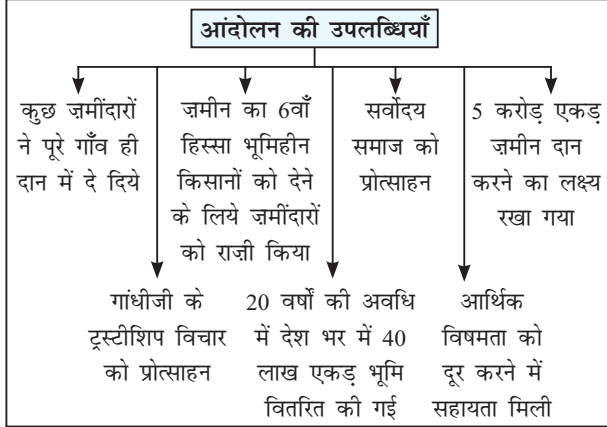 आंदोलन की उपलब्धियाँ
कुछ ज़मींदारों
ने पूरे गाँव ही
दान में दे दिये
ज़मीन का 6वाँ
हिस्सा भूमिहीन
किसानों को देने
के लिये ज़मींदारों
को राज़ी किया
सर्वोदय
समाज को
प्रोत्साहन
5 करोड़ एकड़
ज़मीन दान
करने का लक्ष्य
रखा गया
गांधीजी के
ट्रस्टीशिप विचार
को प्रोत्साहन
20 वर्षों की अवधि
में देश भर में 40
लाख एकड़ भूमि
वितरित की गई
आर्थिक
विषमता को
दूर करने में
सहायता मिली